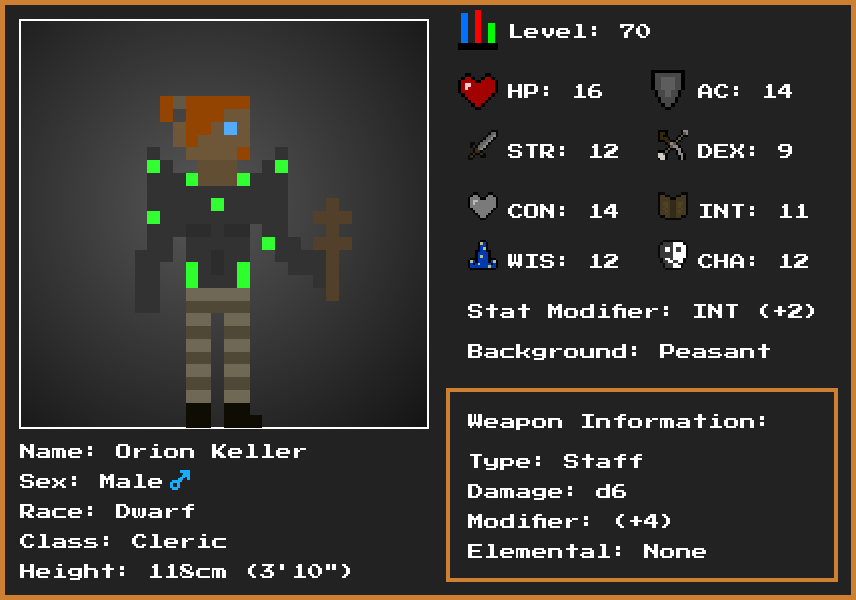 Level: 70
HP: 16 AC: 14
STR: 12 DEX: 9
CON: 14 INT: 11
WIS: 12 CHA: 12
Stat Modifier: INT (+2)
Background: Peasant
Weapon Information:
Type: Staff
Damage: d6
Modifier: (+4)
Elemental: None
Name: Orion Keller
Sex: Male ♂
Race: Dwarf
Class: Cleric
Height: 118cm (3'10")